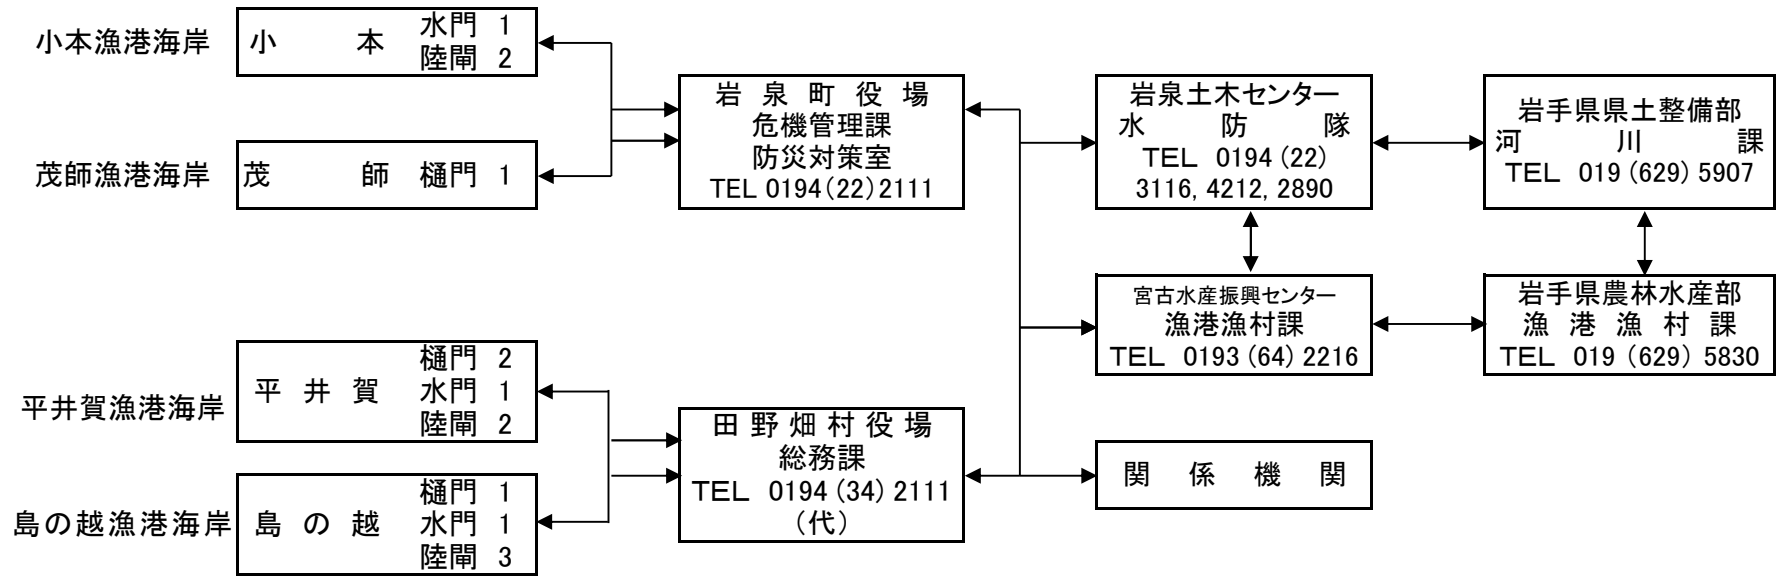 小本漁港海岸
小本
水門 1
陸閘 2
茂師漁港海岸
茂師 樋門 1
平井賀漁港海岸
平井賀
樋門 2
水門 1
陸閘 2
島の越漁港海岸
島の越
樋門 1
水門 1
陸閘 3
岩泉町役場
危機管理課
防災対策室
TEL 0194(22)2111
田野畑村役場
総務課
TEL 0194(34)2111
(代)
岩泉土木センター
水防隊
TEL 0194(22)
3116, 4212, 2890
宮古水産振興センター
漁港漁村課
TEL 0193(64)2216
関係機関
岩手県県土整備部
河川課
TEL 019(629)5907
岩手県農林水産部
漁港漁村課
TEL 019(629)5830